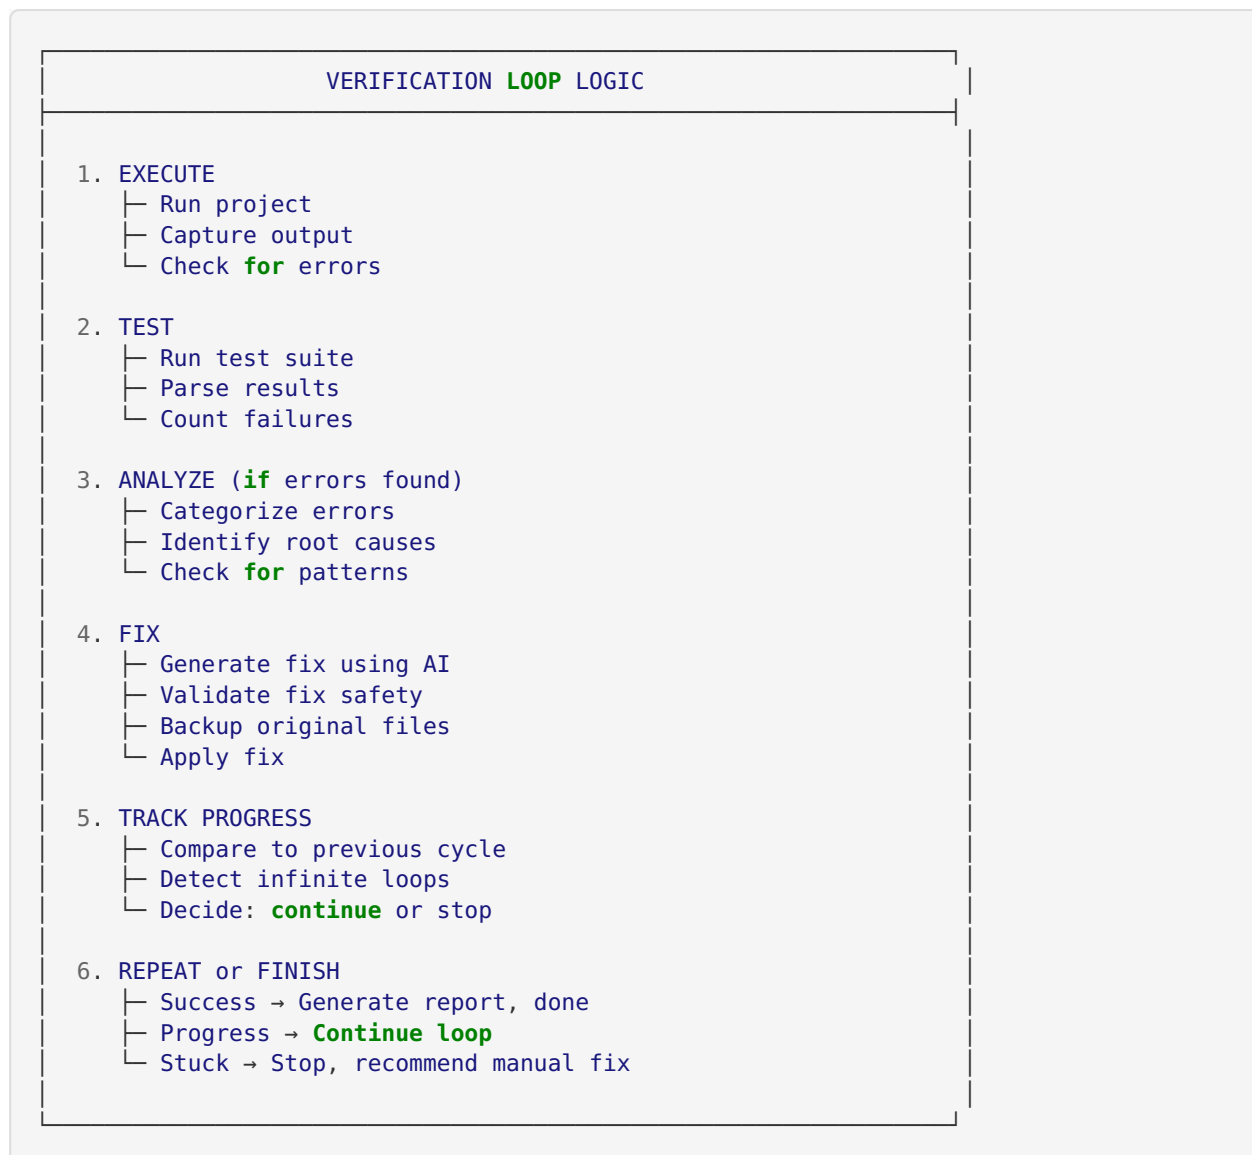 VERIFICATION LOOP LOGIC
1. EXECUTE
├─ Run project
├─ Capture output
└─ Check for errors
2. TEST
├─ Run test suite
├─ Parse results
└─ Count failures
3. ANALYZE (if errors found)
├─ Categorize errors
├─ Identify root causes
└─ Check for patterns
4. FIX
├─ Generate fix using AI
├─ Validate fix safety
├─ Backup original files
└─ Apply fix
5. TRACK PROGRESS
├─ Compare to previous cycle
├─ Detect infinite loops
└─ Decide: continue or stop
6. REPEAT or FINISH
├─ Success → Generate report, done
├─ Progress → Continue loop
└─ Stuck → Stop, recommend manual fix